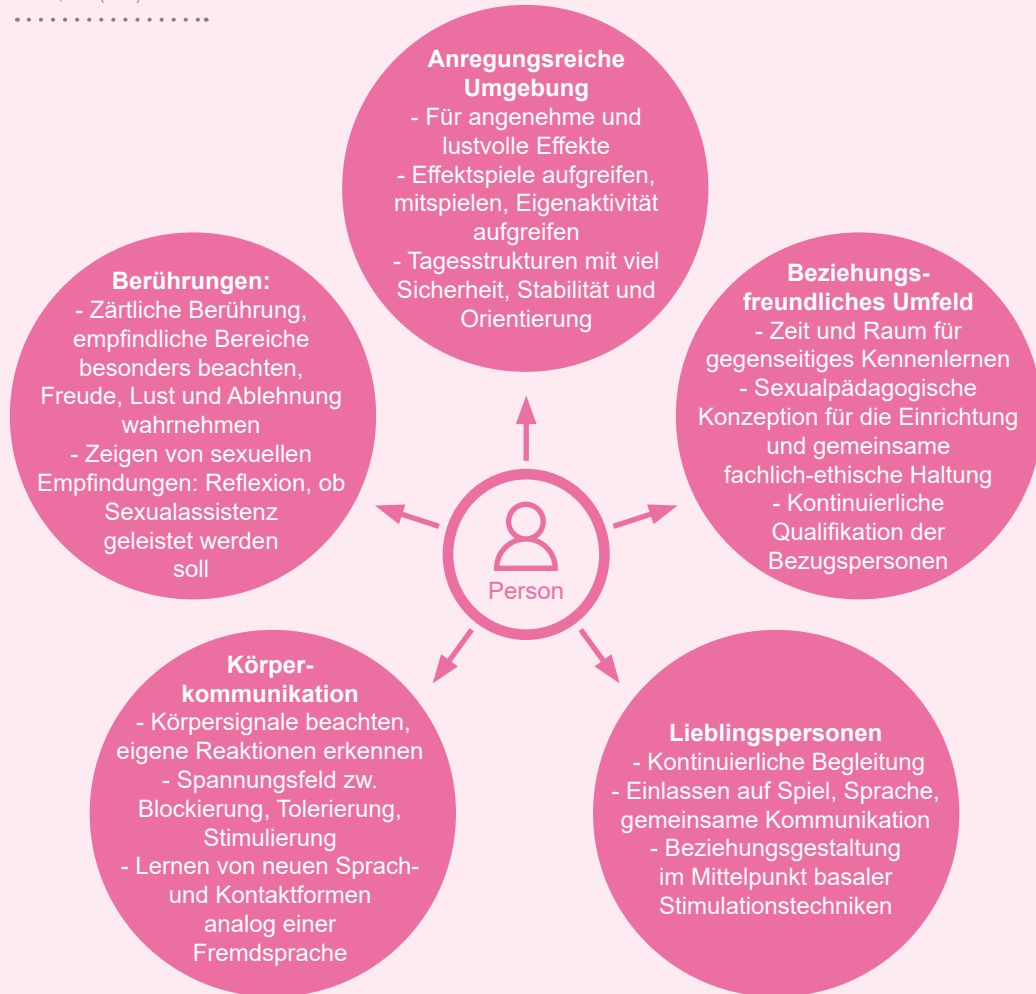 Anregungsreiche
Umgebung
- Für angenehme und
lustvolle Effekte
- Effektspiele aufgreifen,
mitspielen, Eigenaktivität
aufgreifen
- Tagesstrukturen mit viel
Sicherheit, Stabilität und
Orientierung
Berührungen:
- Zärtliche Berührung,
empfindliche Bereiche
besonders beachten,
Freude, Lust und Ablehnung
wahrnehmen
- Zeigen von sexuellen
Empfindungen: Reflexion, ob
Sexualassistenz
geleistet werden
soll
Beziehungs-
freundliches Umfeld
- Zeit und Raum für
gegenseitiges Kennenlernen
- Sexualpädagogische
Konzeption für die Einrichtung
und gemeinsame
fachlich-ethische Haltung
- Kontinuierliche
Qualifikation der
Bezugspersonen
Person
Körper-
kommunikation
- Körpersignale beachten,
eigene Reaktionen erkennen
- Spannungsfeld zw.
Blockierung, Tolerierung,
Stimulierung
- Lernen von neuen Sprach-
und Kontaktformen
analog einer
Fremdsprache
Lieblingspersonen
- Kontinuierliche Begleitung
- Einlassen auf Spiel, Sprache,
gemeinsame Kommunikation
- Beziehungsgestaltung
im Mittelpunkt basaler
Stimulationstechniken